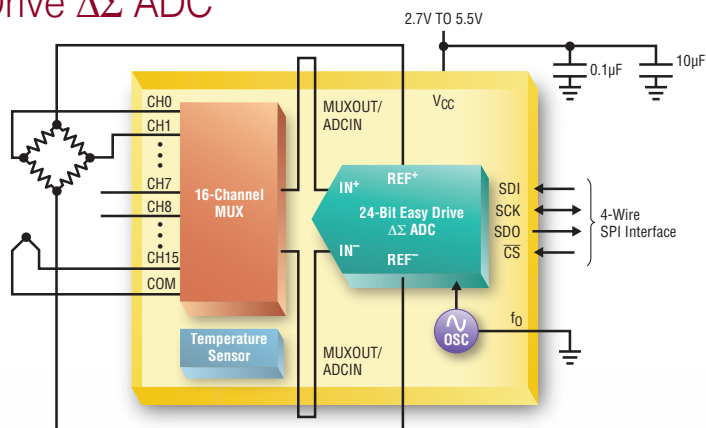 Drive ΔΣ ADC
2.7V TO 5.5V
0.1µF
10µF
VCC
CH0
CH1
CH7
CH8
CH15
COM
MUXOUT/
ADCIN
16-Channel
MUX
IN+
REF+
24-Bit Easy Drive
ΔΣ ADC
IN–
REF–
SDI
SCK
SDO
C̅S̅
4-Wire
SPI Interface
Temperature
Sensor
MUXOUT/
ADCIN
OSC
fO